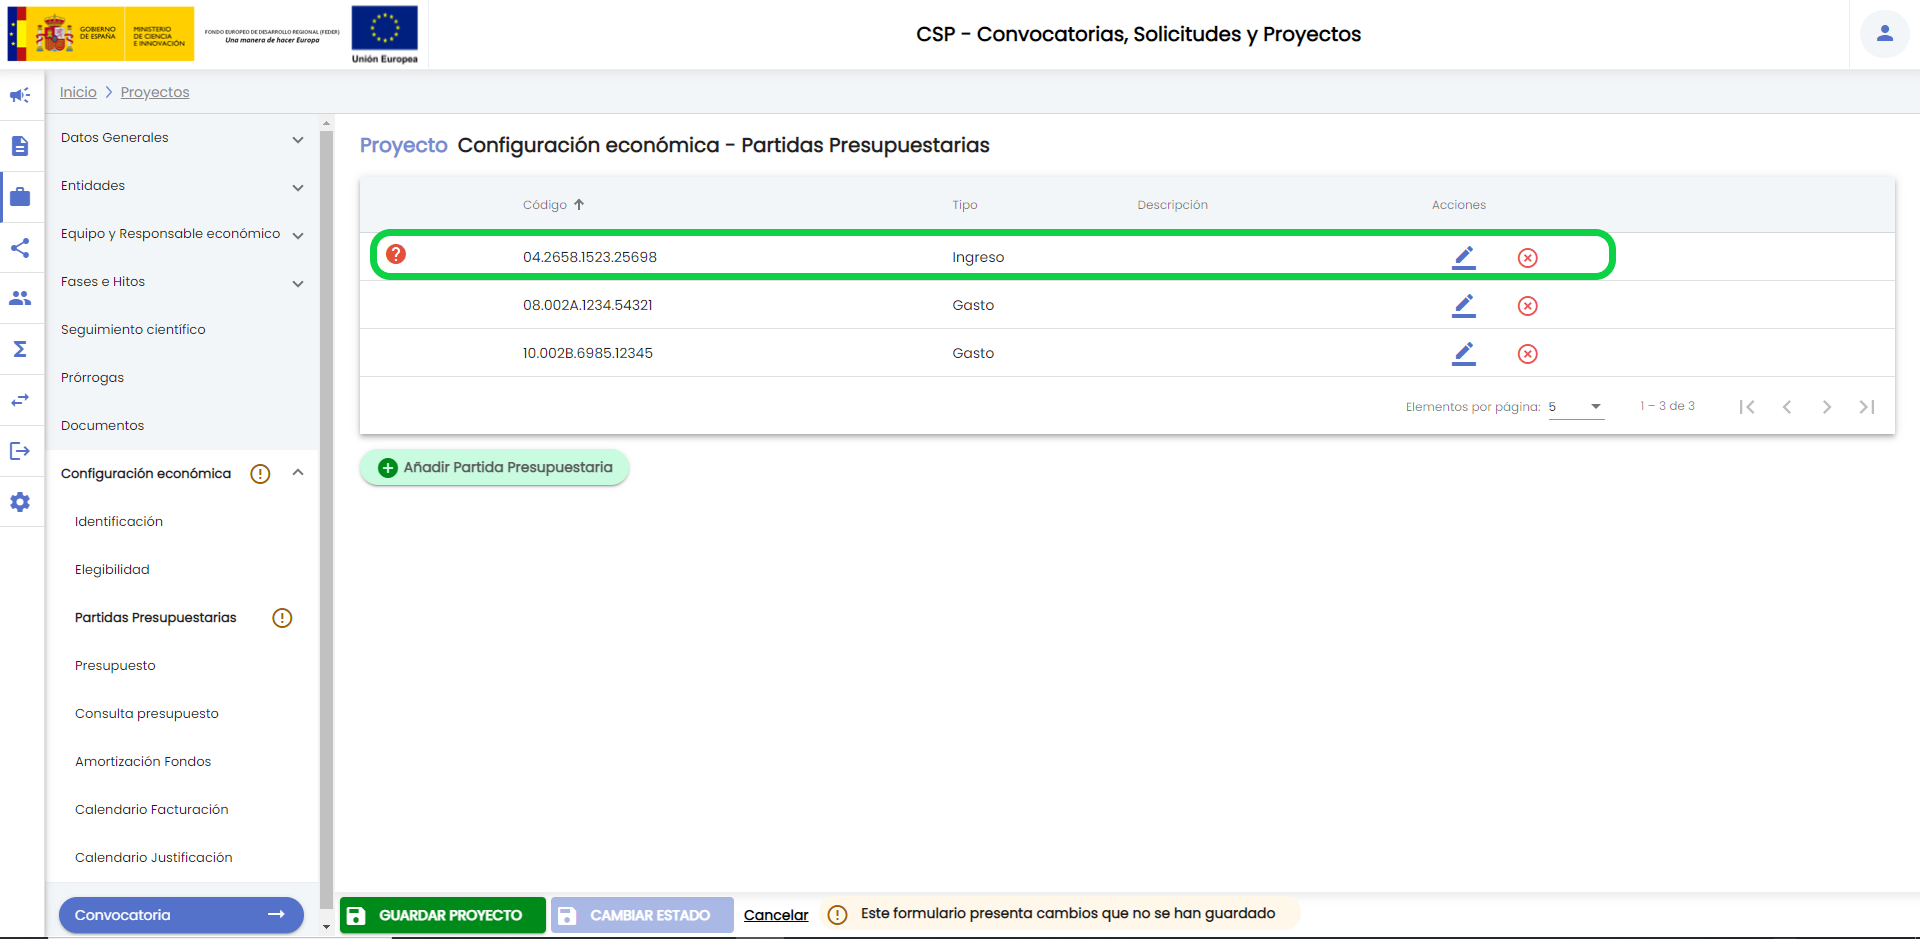 GOBIERNO
DE ESPAÑA
MINISTERIO
DE CIENCIA
E INNOVACIÓN
FONDO EUROPEO DE DESARROLLO REGIONAL (FEDER)
Una manera de hacer Europa
Unión Europea
CSP - Convocatorias, Solicitudes y Proyectos
Inicio > Proyectos
Datos Generales
Entidades
Equipo y Responsable económico
Fases e Hitos
Seguimiento científico
Prórrogas
Documentos
Configuración económica
Identificación
Elegibilidad
Partidas Presupuestarias
Presupuesto
Consulta presupuesto
Amortización Fondos
Calendario Facturación
Calendario Justificación
Convocatoria
Proyecto Configuración económica - Partidas Presupuestarias
Código Tipo Descripción Acciones
04.2658.1523.25698 Ingreso
08.002A.1234.54321 Gasto
10.002B.6985.12345 Gasto
Elementos por página: 5 1 – 3 de 3
Añadir Partida Presupuestaria
GUARDAR PROYECTO CAMBIAR ESTADO Cancelar Este formulario presenta cambios que no se han guardado